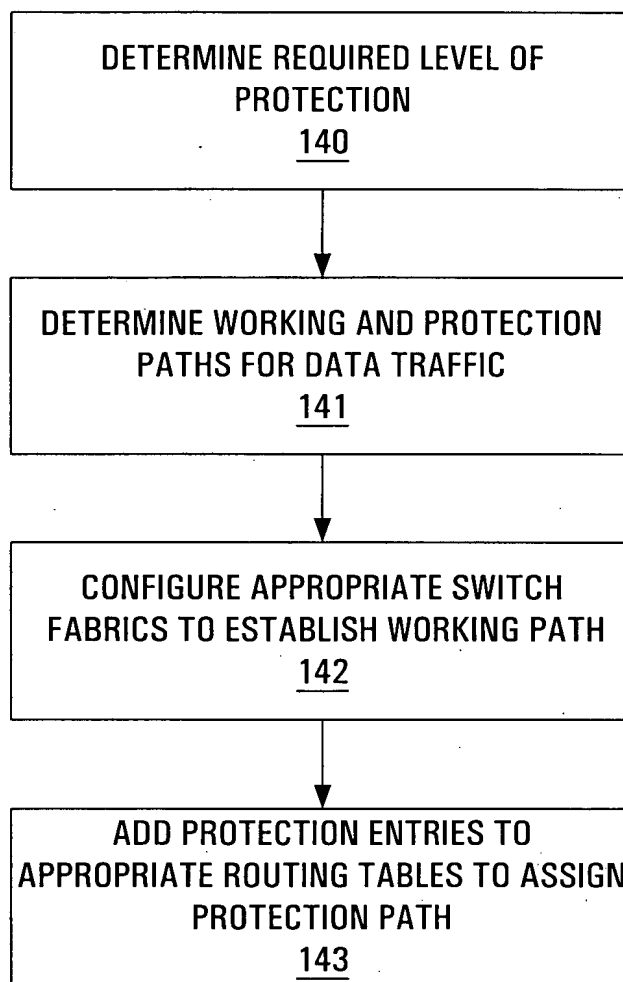 DETERMINE REQUIRED LEVEL OF
PROTECTION
140
DETERMINE WORKING AND PROTECTION
PATHS FOR DATA TRAFFIC
141
CONFIGURE APPROPRIATE SWITCH
FABRICS TO ESTABLISH WORKING PATH
142
ADD PROTECTION ENTRIES TO
APPROPRIATE ROUTING TABLES TO ASSIGN
PROTECTION PATH
143